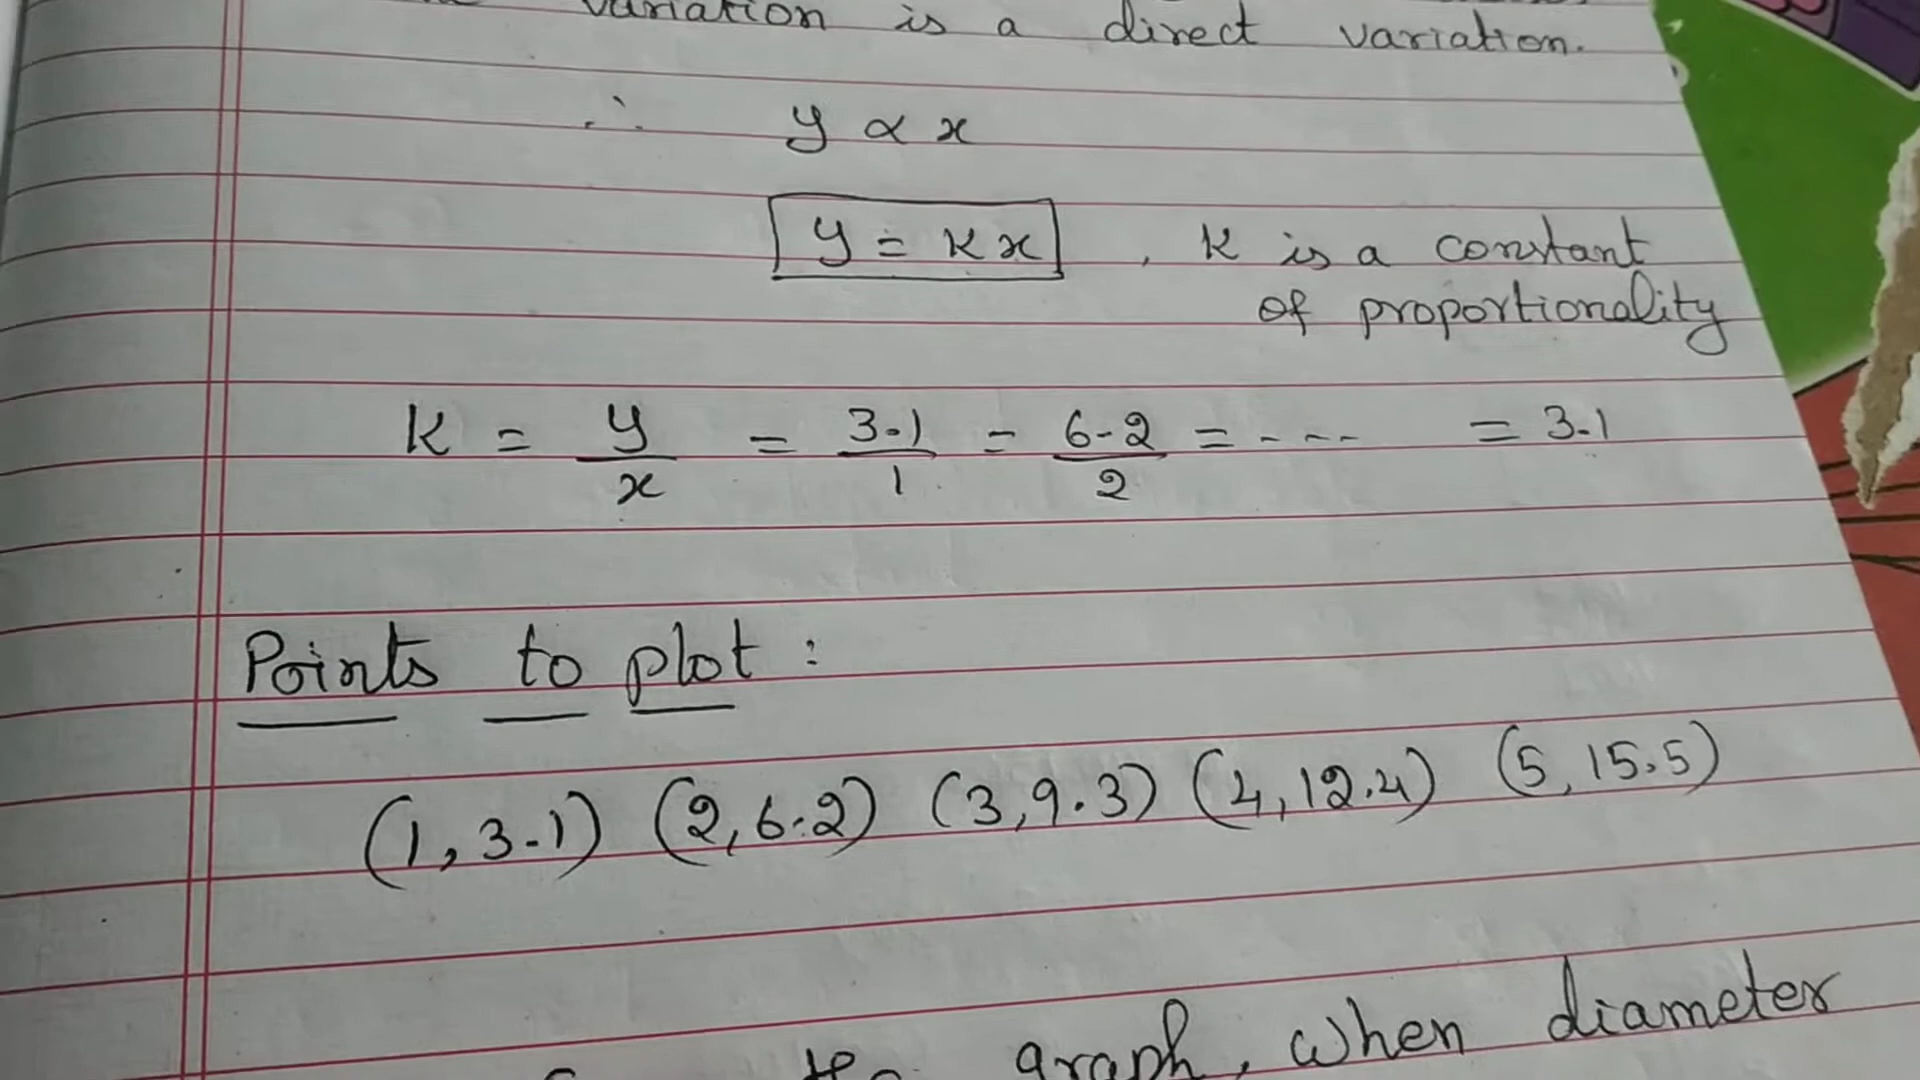 variation is a direct variation.
∴ y ∝ x
y = kx , k is a constant
of proportionality
k = y/x = 3.1/1 = 6.2/2 = ---- = 3.1
Points to plot :
(1, 3.1) (2, 6.2) (3, 9.3) (4, 12.4) (5, 15.5)
graph, when diameter